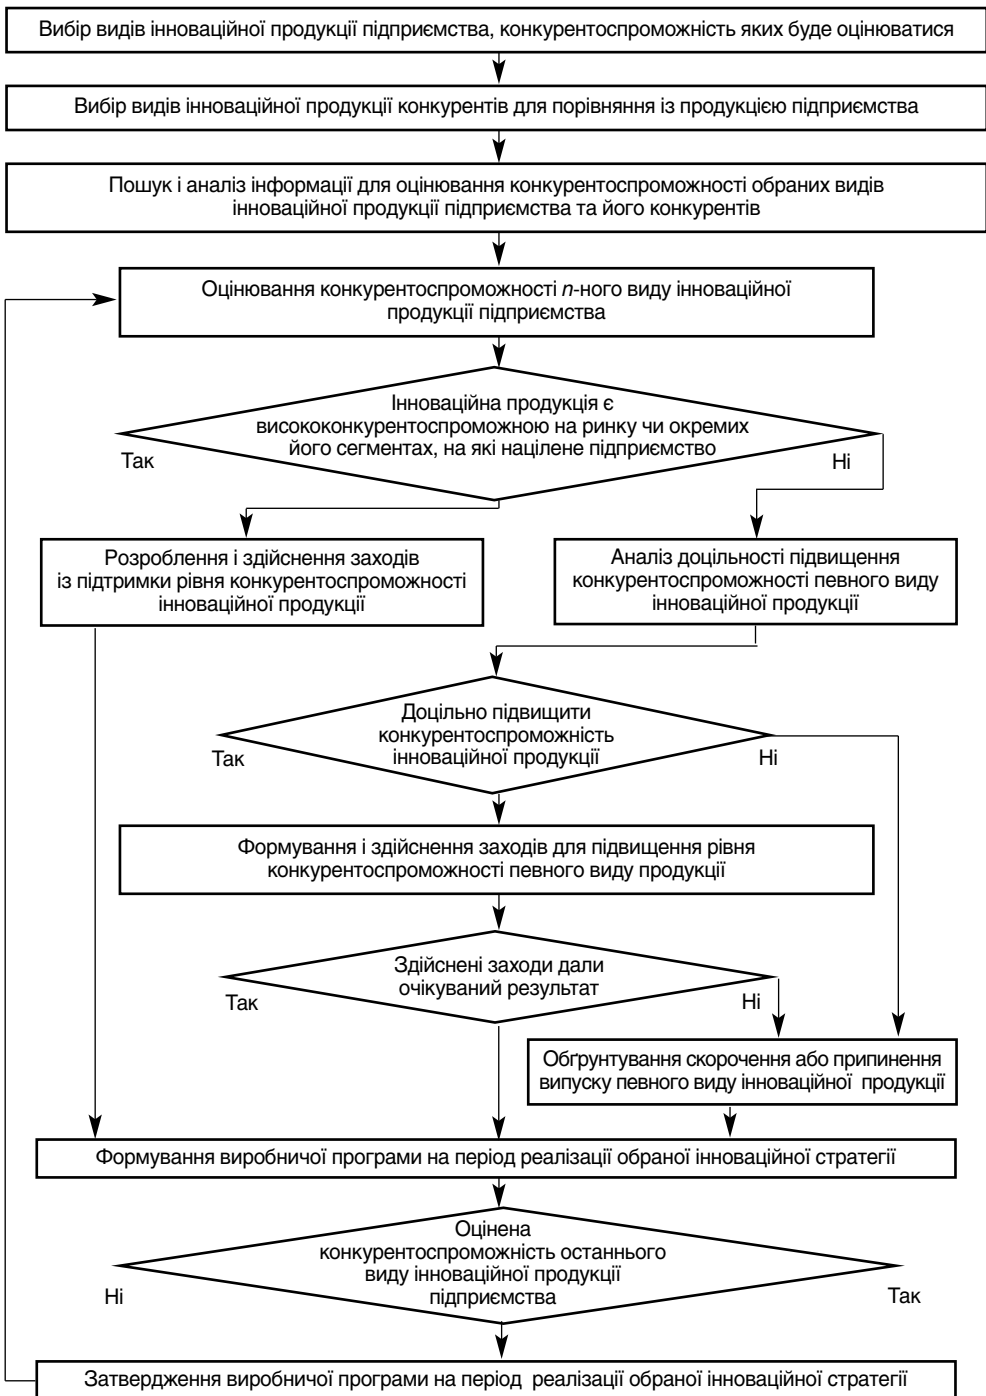 Вибір видів інноваційної продукції підприємства, конкурентоспроможність яких буде оцінюватися
Вибір видів інноваційної продукції конкурентів для порівняння із продукцією підприємства
Пошук і аналіз інформації для оцінювання конкурентоспроможності обраних видів
інноваційної продукції підприємства та його конкурентів
Оцінювання конкурентоспроможності n-ного виду інноваційної
продукції підприємства
Інноваційна продукція є
висококонкурентоспроможною на ринку чи окремих
його сегментах, на які націлене підприємство
Так
Ні
Розроблення і здійснення заходів
із підтримки рівня конкурентоспроможності
інноваційної продукції
Аналіз доцільності підвищення
конкурентоспроможності певного виду
інноваційної продукції
Доцільно підвищити
конкурентоспроможність
інноваційної продукції
Так
Ні
Формування і здійснення заходів для підвищення рівня
конкурентоспроможності певного виду продукції
Здійснені заходи дали
очікуваний результат
Так
Ні
Обґрунтування скорочення або припинення
випуску певного виду інноваційної продукції
Формування виробничої програми на період реалізації обраної інноваційної стратегії
Оцінена
конкурентоспроможність останнього
виду інноваційної продукції
підприємства
Ні
Так
Затвердження виробничої програми на період реалізації обраної інноваційної стратегії